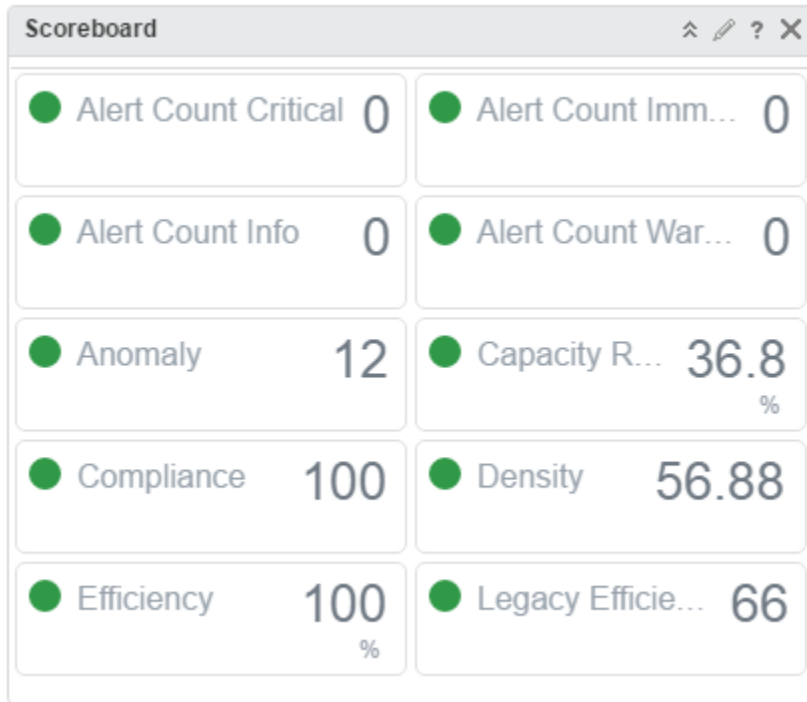 Scoreboard ?
Alert Count Critical 0
Alert Count Imm... 0
Alert Count Info 0
Alert Count War... 0
Anomaly 12
Capacity R... 36.8
%
Compliance 100
Density 56.88
Efficiency 100
%
Legacy Efficie... 66